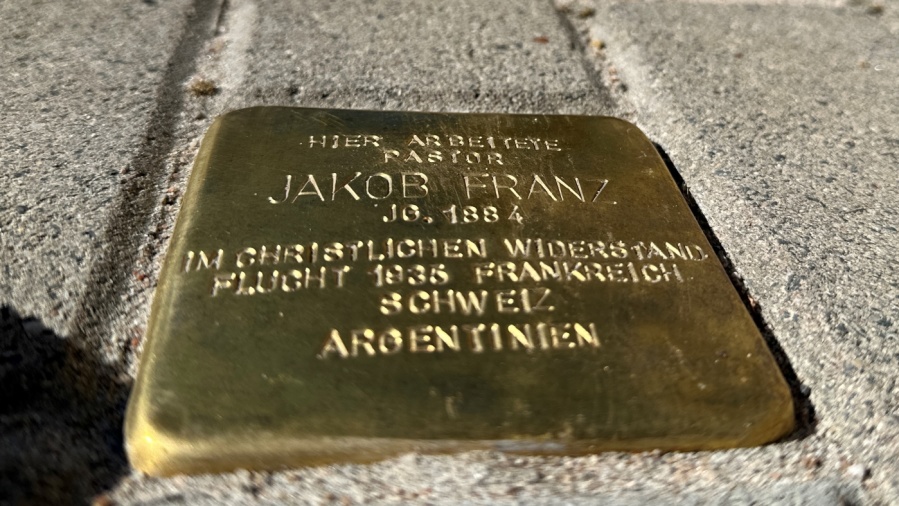 HIER ARBEITETE
PASTOR
JAKOB FRANZ
JG. 1884
IM CHRISTLICHEN WIDERSTAND
FLUCHT 1935 FRANKREICH
SCHWEIZ
ARGENTINIEN